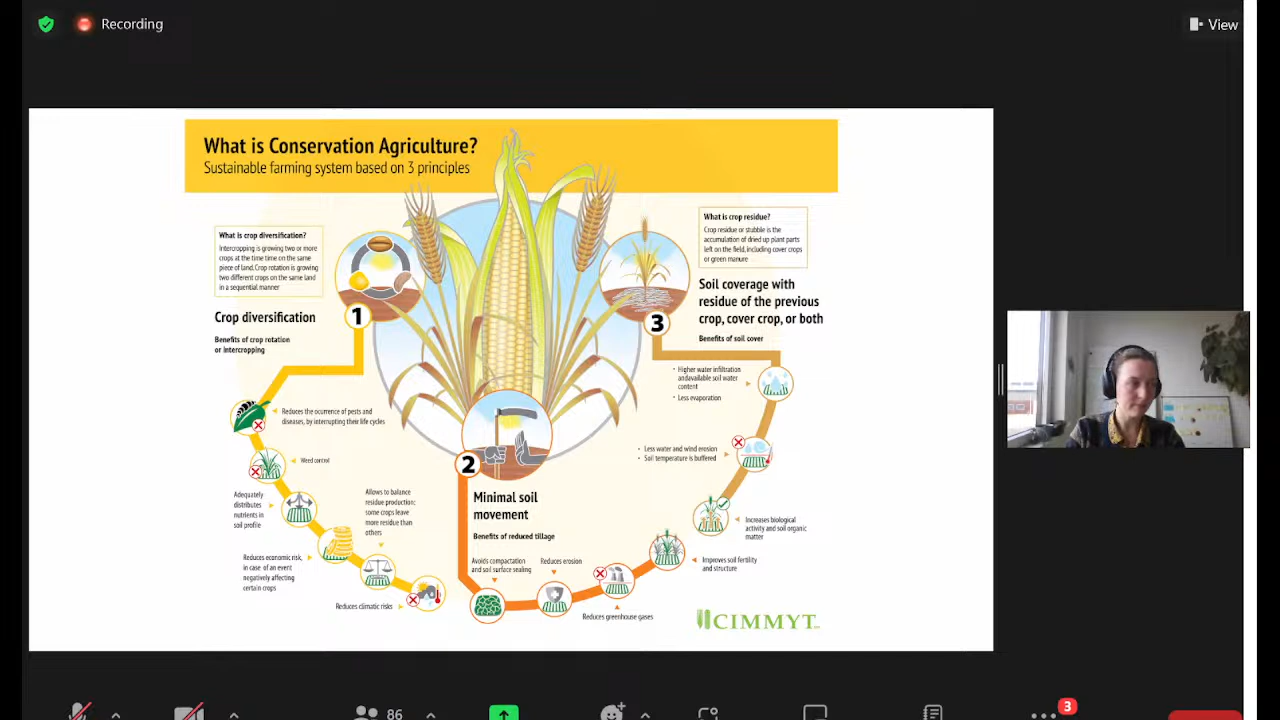 Recording
View
What is Conservation Agriculture?
Sustainable farming system based on 3 principles
What is crop diversification?
Intercropping is growing two or more
crops at the time time on the same
piece of land. Crop rotation is growing
two different crops on the same land
in a sequential manner
1
Crop diversification
Benefits of crop rotation
or intercropping
Reduces the ocurrence of pests and
diseases, by interrupting their life cycles
Weed control
Adequately
distributes
nutrients in
soil profile
Allows to balance
residue production:
some crops leave
more residue than
others
Reduces economic risk,
in case of an event
negatively affecting
certain crops
Reduces climatic risks
2
Minimal soil
movement
Benefits of reduced tillage
Avoids compactation
and soil surface sealing
Reduces erosion
Reduces greenhouse gases
What is crop residue?
Crop residue or stubble is the
accumulation of dried up plant parts
left on the field, including cover crops
or green manure
3
Soil coverage with
residue of the previous
crop, cover crop, or both
Benefits of soil cover
• Higher water infiltration
andavailable soil water
content
• Less evaporation
• Less water and wind erosion
• Soil temperature is buffered
Increases biological
activity and soil organic
matter
Improves soil fertility
and structure
CIMMYT
86
3